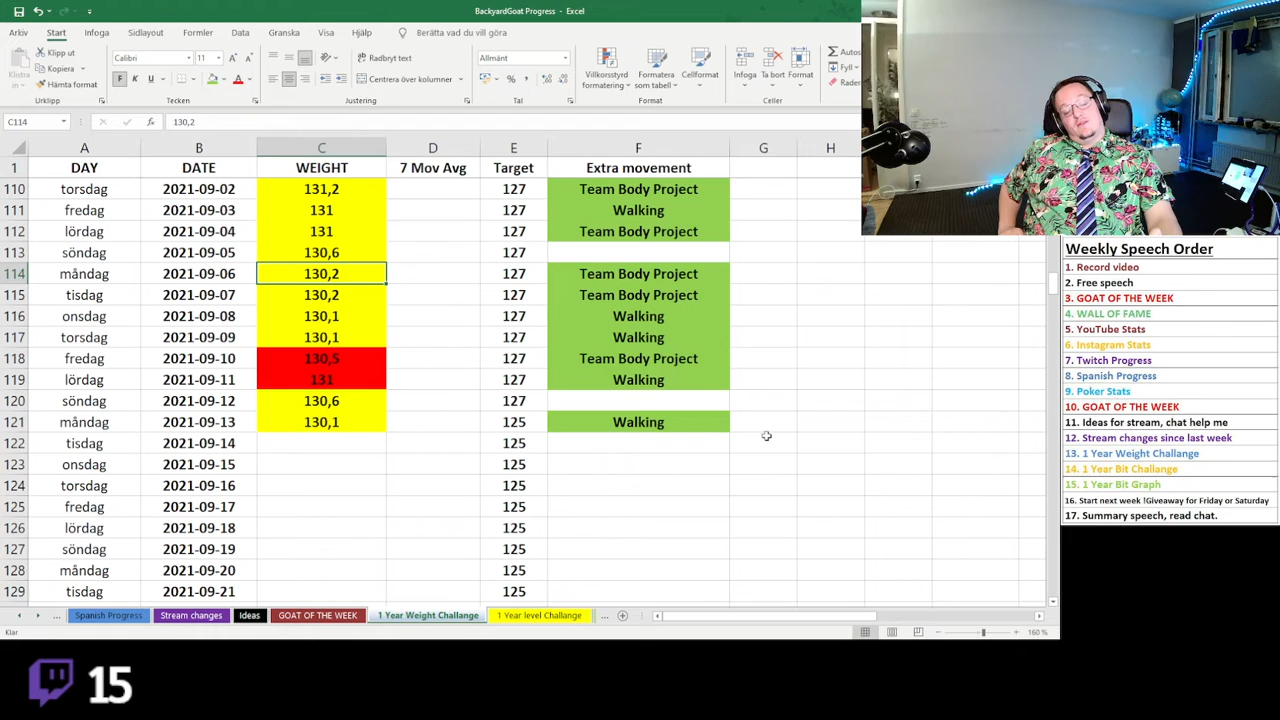 BackyardGoat Progress - Excel
Arkiv Start Infoga Sidlayout Formler Data Granska Visa Hjälp Berätta vad du vill göra
Klipp ut
Kopiera
Hämta format
Klistra in
Urklipp
Calibri 11
F K U
Tecken
Radbryt text
Centrera över kolumner
Justering
Allmänt
Tal
Villkorsstyrd formatering
Formatera som tabell
Cellformat
Format
Infoga Ta bort Format
Celler
Autos
Fyll
Rader
C114 fx 130,2
A B C D E F G H
1 DAY DATE WEIGHT 7 Mov Avg Target Extra movement
110 torsdag 2021-09-02 131,2 127 Team Body Project
111 fredag 2021-09-03 131 127 Walking
112 lördag 2021-09-04 131 127 Team Body Project
113 söndag 2021-09-05 130,6 127
114 måndag 2021-09-06 130,2 127 Team Body Project
115 tisdag 2021-09-07 130,2 127 Team Body Project
116 onsdag 2021-09-08 130,1 127 Walking
117 torsdag 2021-09-09 130,1 127 Walking
118 fredag 2021-09-10 130,5 127 Team Body Project
119 lördag 2021-09-11 131 127 Walking
120 söndag 2021-09-12 130,6 127
121 måndag 2021-09-13 130,1 125 Walking
122 tisdag 2021-09-14 125
123 onsdag 2021-09-15 125
124 torsdag 2021-09-16 125
125 fredag 2021-09-17 125
126 lördag 2021-09-18 125
127 söndag 2021-09-19 125
128 måndag 2021-09-20 125
129 tisdag 2021-09-21 125
... Spanish Progress Stream changes Ideas GOAT OF THE WEEK 1 Year Weight Challange 1 Year level Challange ...
Klar 160 %
Weekly Speech Order
1. Record video
2. Free speech
3. GOAT OF THE WEEK
4. WALL OF FAME
5. YouTube Stats
6. Instagram Stats
7. Twitch Progress
8. Spanish Progress
9. Poker Stats
10. GOAT OF THE WEEK
11. Ideas for stream, chat help me
12. Stream changes since last week
13. 1 Year Weight Challange
14. 1 Year Bit Challange
15. 1 Year Bit Graph
16. Start next week !Giveaway for Friday or Saturday
17. Summary speech, read chat.
15